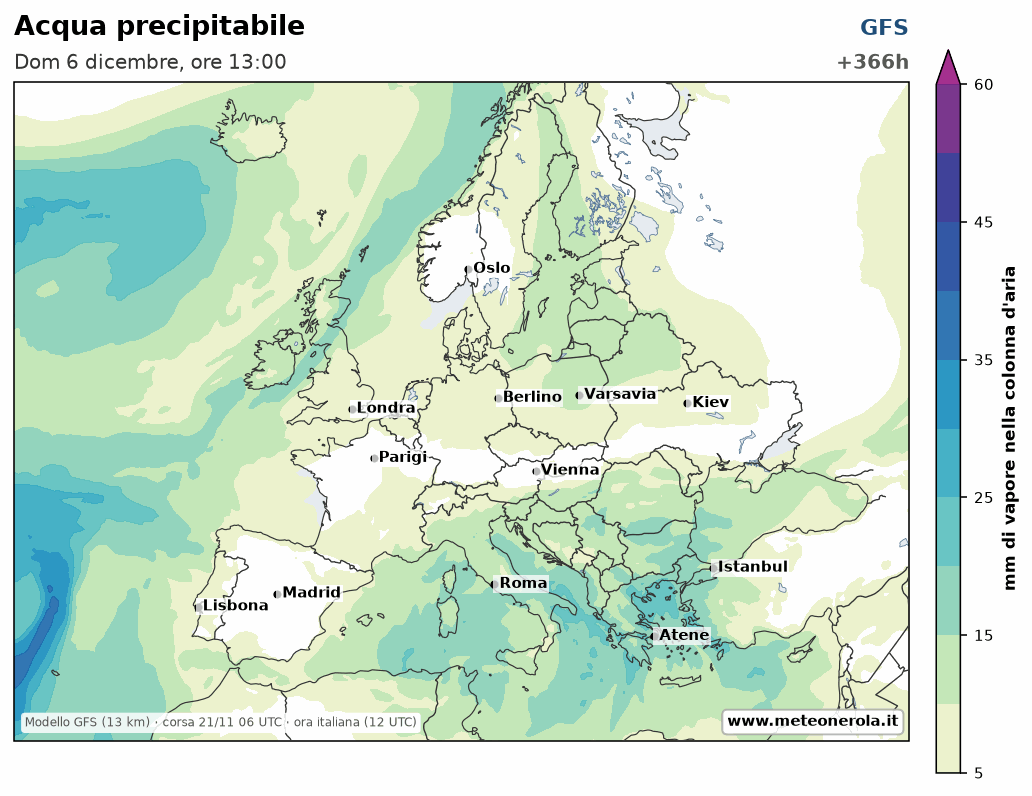 Acqua precipitabile
GFS
Dom 6 dicembre, ore 13:00
+366h
60
45
35
25
15
5
mm di vapore nella colonna d'aria
Oslo
Berlino
Varsavia
Kiev
Londra
Parigi
Vienna
Istanbul
Roma
Madrid
Lisbona
Atene
Modello GFS (13 km) · corsa 21/11 06 UTC · ora italiana (12 UTC)
www.meteonerola.it